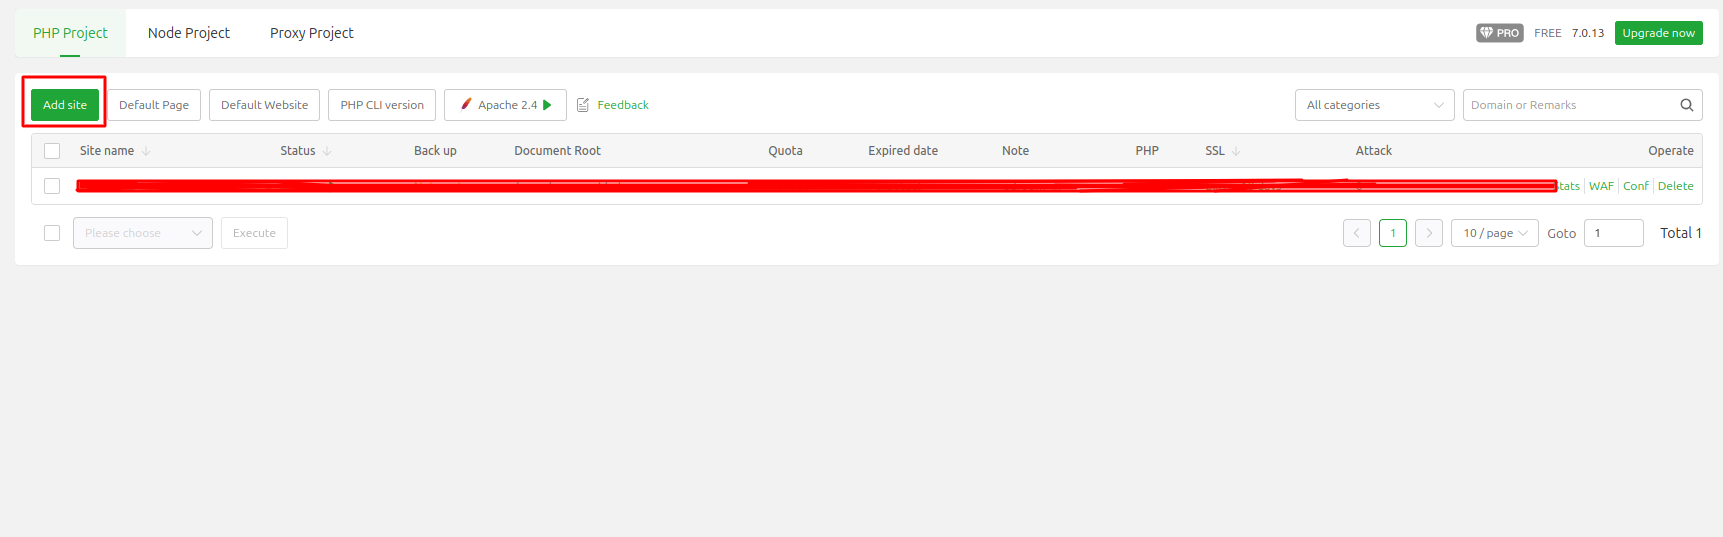 PHP Project Node Project Proxy Project PRO FREE 7.0.13 Upgrade now
Add site Default Page Default Website PHP CLI version Apache 2.4 Feedback All categories Domain or Remarks
Site name Status Back up Document Root Quota Expired date Note PHP SSL Attack Operate
WAF Conf Delete
Please choose Execute 1 10 / page Goto 1 Total 1